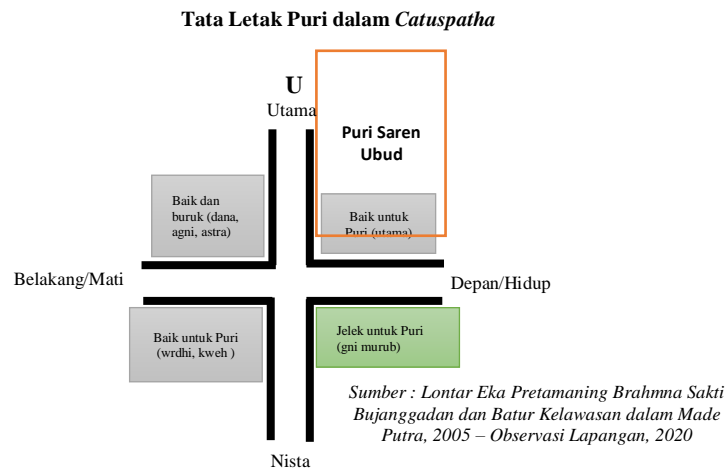 Tata Letak Puri dalam Catuspatha
U
Utama
Puri Saren
Ubud
Baik dan
buruk (dana,
agni, astra)
Baik untuk
Puri (utama)
Belakang/Mati
Depan/Hidup
Baik untuk Puri
(wrdhi, kweh )
Jelek untuk Puri
(gni murub)
Sumber : Lontar Eka Pretamaning Brahmna Sakti
Bujanggadan dan Batur Kelawasan dalam Made
Putra, 2005 – Observasi Lapangan, 2020
Nista